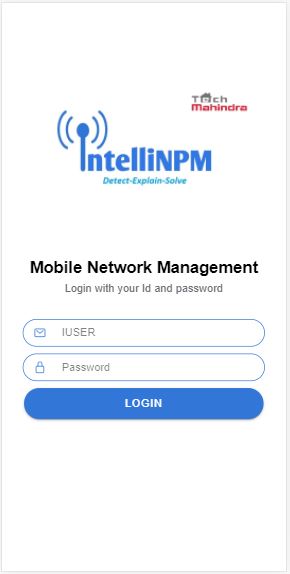 Tech
Mahindra
IntelliNPM
Detect-Explain-Solve
Mobile Network Management
Login with your Id and password
IUSER
Password
LOGIN